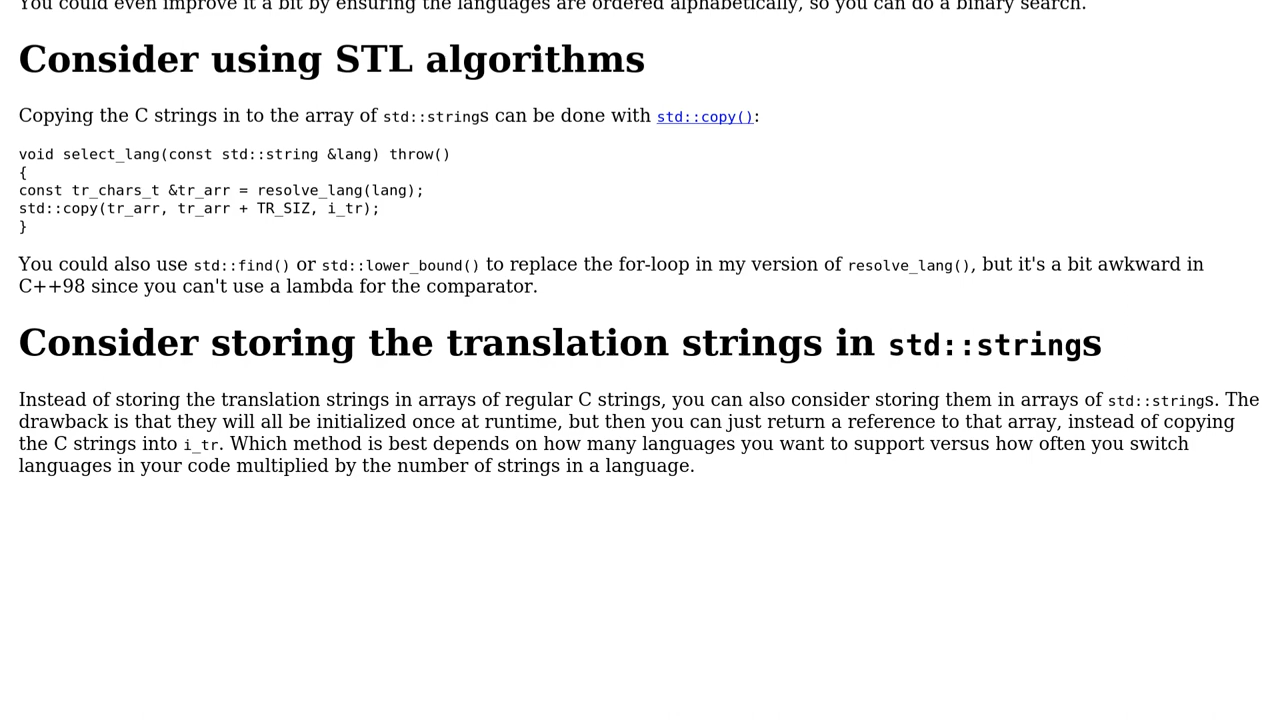 You could even improve it a bit by ensuring the languages are ordered alphabetically, so you can do a binary search.
Consider using STL algorithms
Copying the C strings in to the array of std::strings can be done with std::copy():
void select_lang(const std::string &lang) throw()
{
const tr_chars_t &tr_arr = resolve_lang(lang);
std::copy(tr_arr, tr_arr + TR_SIZ, i_tr);
}
You could also use std::find() or std::lower_bound() to replace the for-loop in my version of resolve_lang(), but it's a bit awkward in
C++98 since you can't use a lambda for the comparator.
Consider storing the translation strings in std::strings
Instead of storing the translation strings in arrays of regular C strings, you can also consider storing them in arrays of std::strings. The
drawback is that they will all be initialized once at runtime, but then you can just return a reference to that array, instead of copying
the C strings into i_tr. Which method is best depends on how many languages you want to support versus how often you switch
languages in your code multiplied by the number of strings in a language.